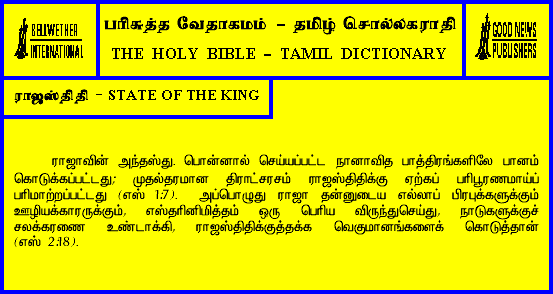 BELLWETHER
INTERNATIONAL
பரிசுத்த வேதாகமம் - தமிழ் சொல்லகராதி
THE HOLY BIBLE - TAMIL DICTIONARY
GOOD NEWS
PUBLISHERS
ராஜஸ்திதி - STATE OF THE KING
ராஜாவின் அந்தஸ்து. பொன்னால் செய்யப்பட்ட நானாவித பாத்திரங்களிலே பானம்
கொடுக்கப்பட்டது; முதல்தரமான திராட்சரசம் ராஜஸ்திதிக்கு ஏற்கப் பரிபூரணமாய்ப்
பரிமாற்றப்பட்டது (எஸ் 1:7). அப்பொழுது ராஜா தன்னுடைய எல்லாப் பிரபுக்களுக்கும்
ஊழியக்காரருக்கும், எஸ்தரினிமித்தம் ஒரு பெரிய விருந்துசெய்து, நாடுகளுக்குச்
சலக்கரணை உண்டாக்கி, ராஜஸ்திதிக்குத்தக்க வெகுமானங்களைக் கொடுத்தான்
(எஸ் 2:18).